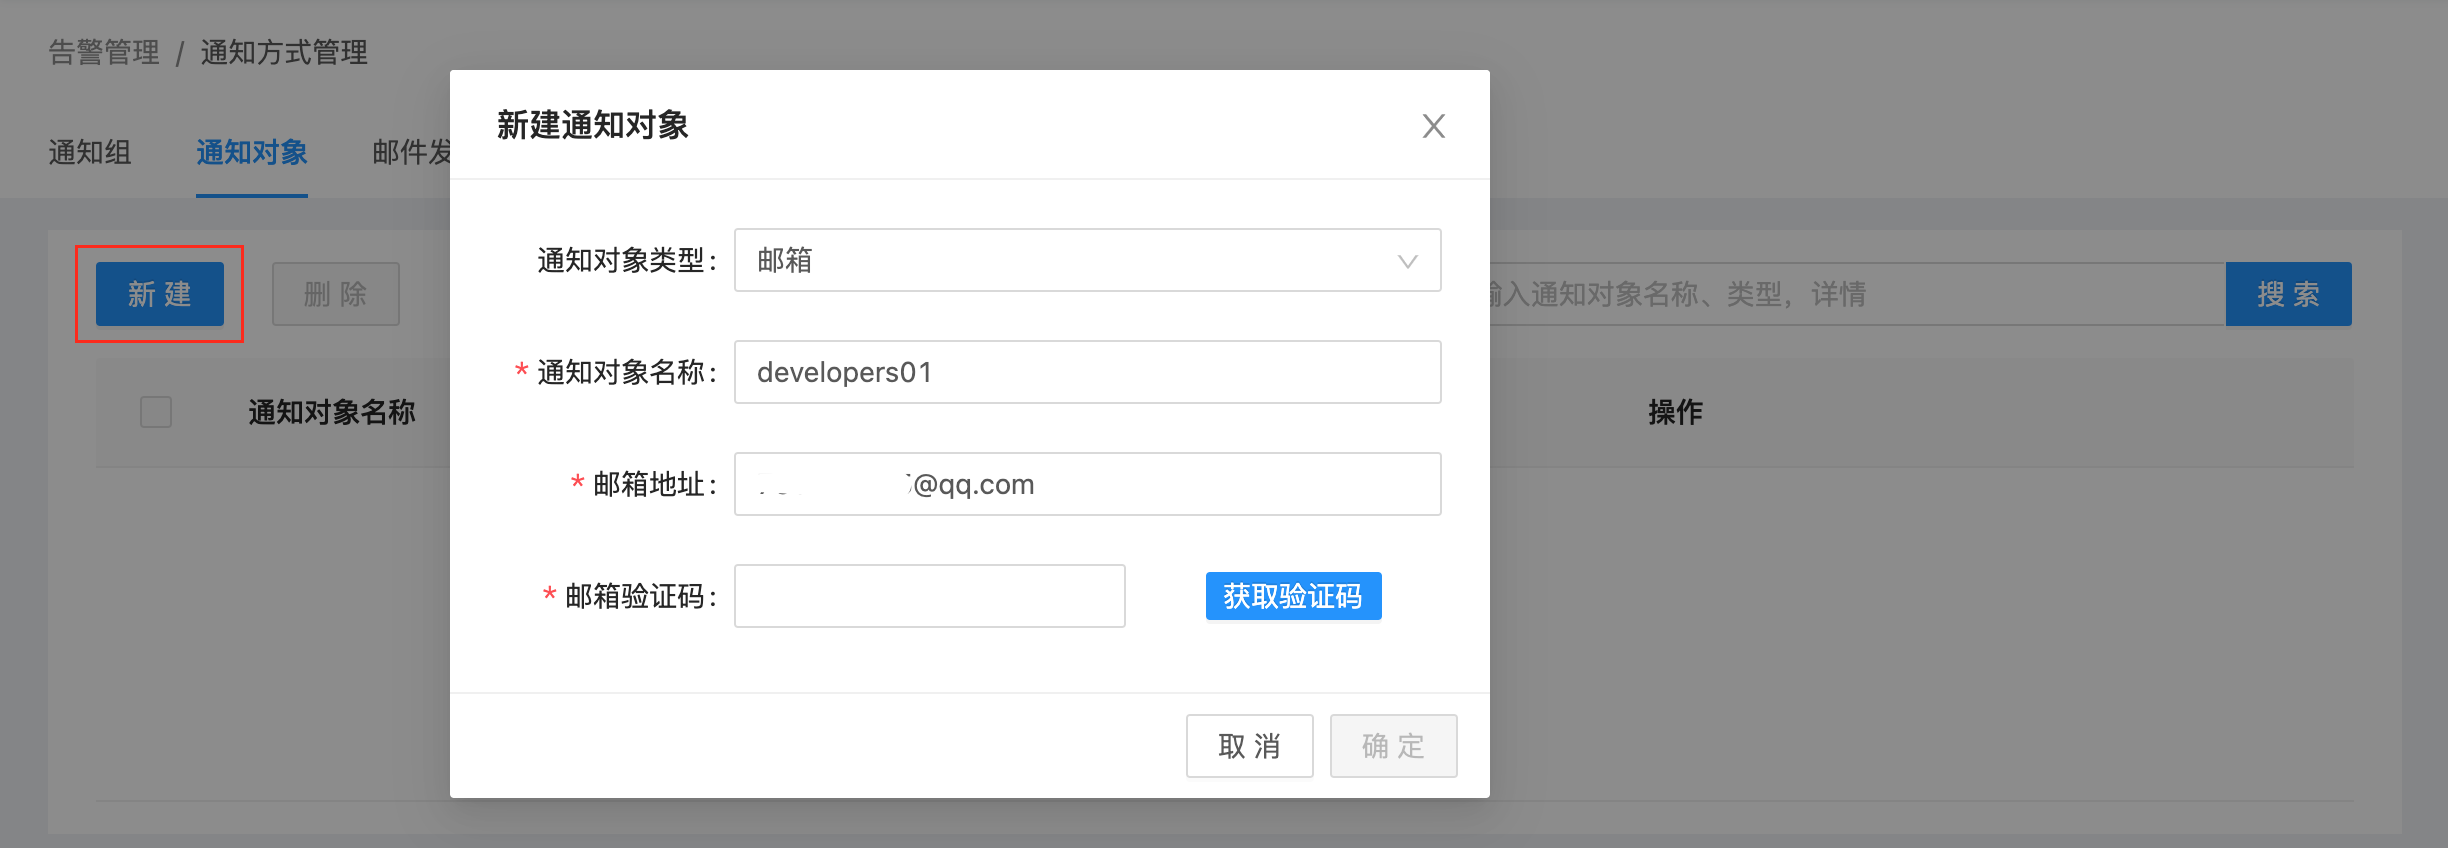 告警管理 / 通知方式管理
通知组 通知对象 邮件发
新建 删除
入通知对象名称、类型，详情 搜索
通知对象名称 操作
新建通知对象
通知对象类型: 邮箱
* 通知对象名称: developers01
* 邮箱地址: @qq.com
* 邮箱验证码: 获取验证码
取消 确定